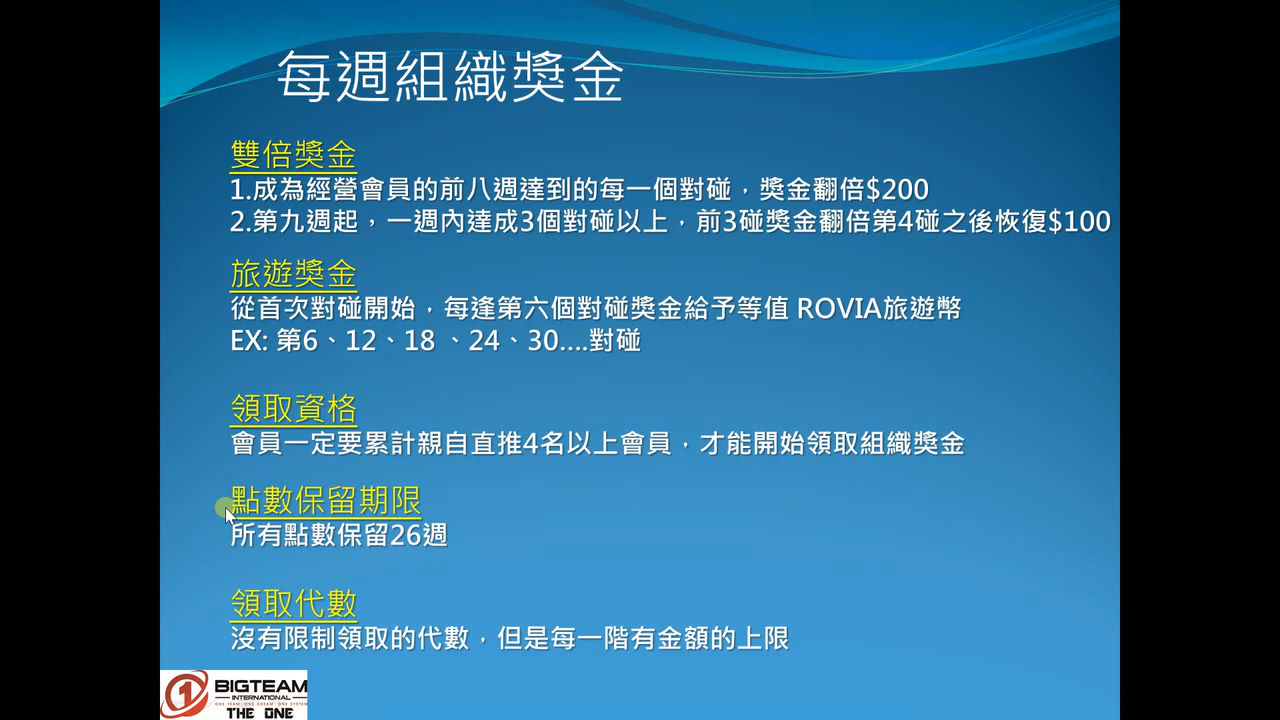 每週組織獎金
雙倍獎金
1.成為經營會員的前八週達到的每一個對碰，獎金翻倍$200
2.第九週起，一週內達成3個對碰以上，前3碰獎金翻倍第4碰之後恢復$100
旅遊獎金
從首次對碰開始，每逢第六個對碰獎金給予等值 ROVIA旅遊幣
EX: 第6、12、18 、24、30....對碰
領取資格
會員一定要累計親自直推4名以上會員，才能開始領取組織獎金
點數保留期限
所有點數保留26週
領取代數
沒有限制領取的代數，但是每一階有金額的上限
1 BIGTEAM
INTERNATIONAL
ONE TEAM | ONE DREAM | ONE SYSTEM
THE ONE